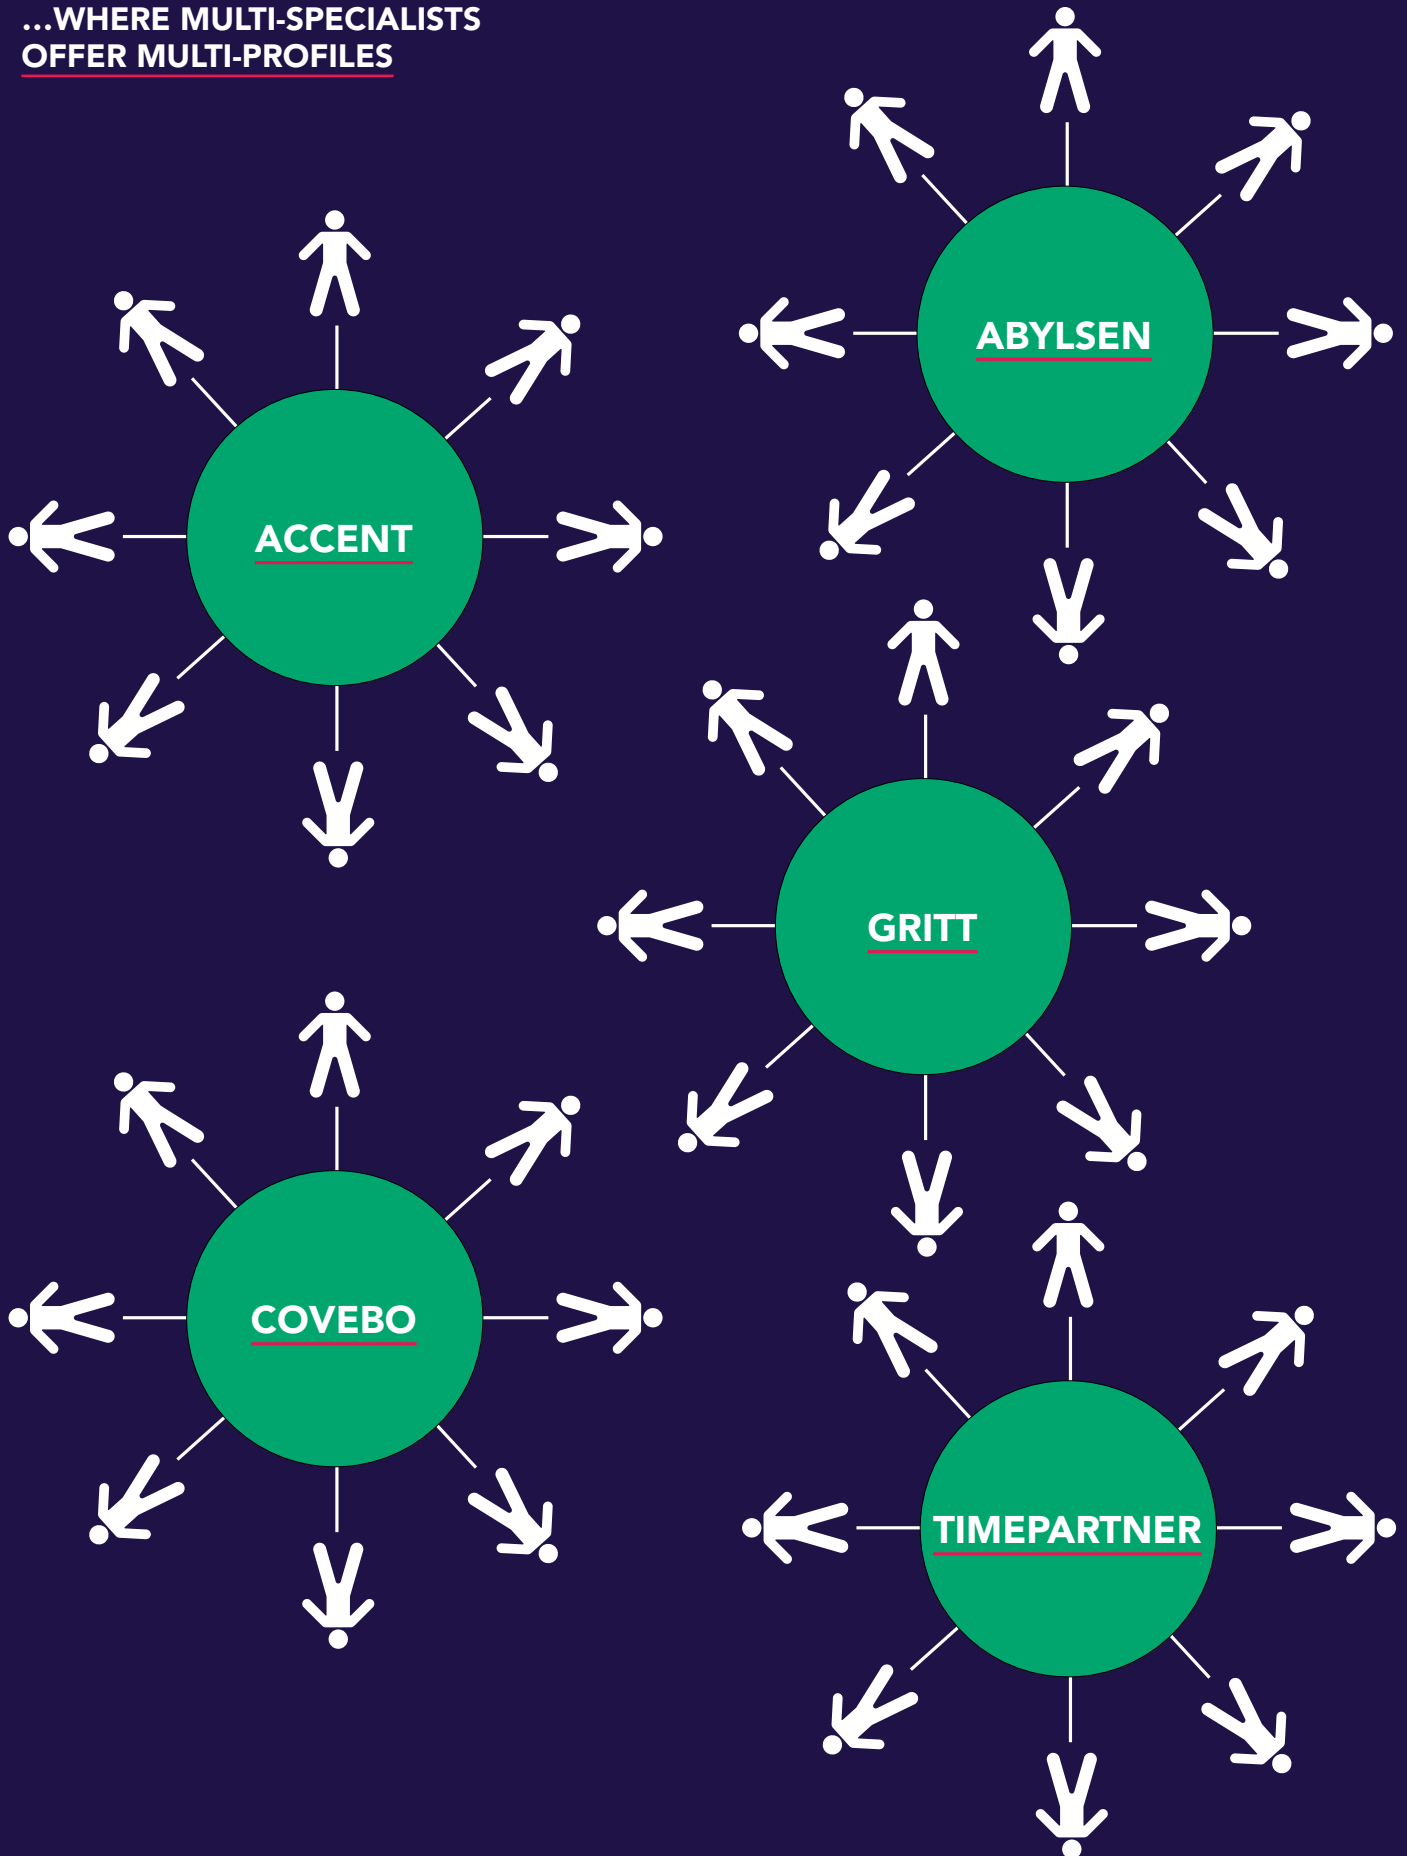 ...WHERE MULTI-SPECIALISTS
OFFER MULTI-PROFILES
ABYLSEN
ACCENT
GRITT
COVEBO
TIMEPARTNER